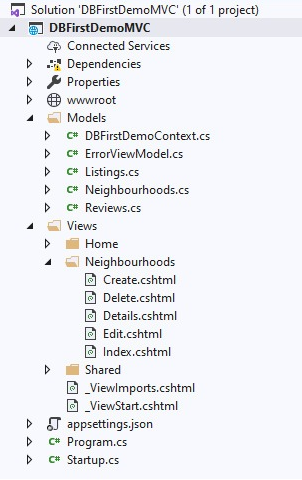 Solution 'DBFirstDemoMVC' (1 of 1 project)
DBFirstDemoMVC
Connected Services
Dependencies
Properties
wwwroot
Models
C# DBFirstDemoContext.cs
C# ErrorViewModel.cs
C# Listings.cs
C# Neighbourhoods.cs
C# Reviews.cs
Views
Home
Neighbourhoods
Create.cshtml
Delete.cshtml
Details.cshtml
Edit.cshtml
Index.cshtml
Shared
_ViewImports.cshtml
_ViewStart.cshtml
appsettings.json
C# Program.cs
C# Startup.cs